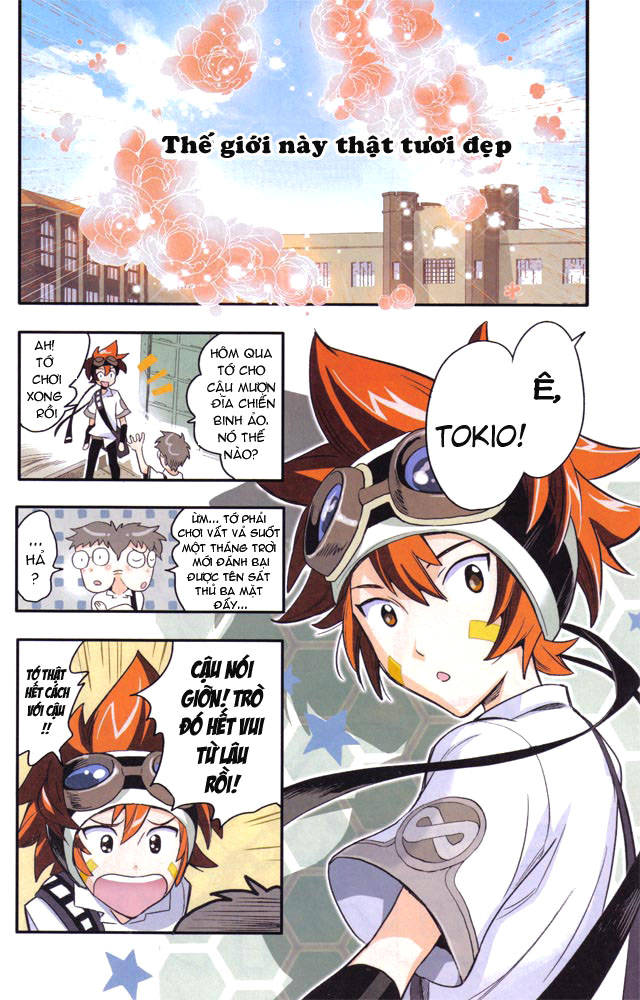 Thế giới này thật tươi đẹp
Ê,
TOKIO!
HÔM QUA
TỚ CHO
CẬU MƯỢN
ĐĨA CHIẾN
BINH ẢO.
NÓ THẾ
NÀO?
AH!
TỚ
CHƠI
XONG
RỒI
ỪM... TỚ PHẢI
CHƠI VẤT VẢ SUỐT
MỘT THÁNG TRỜI
MỚI ĐÁNH BẠI
ĐƯỢC TÊN SÁT
THỦ BA MẶT
ĐẤY...
...
HẢ
?
CẬU NÓI
GIỠN! TRÒ
ĐÓ HẾT VUI
TỪ LÂU
RỒI!
TỚ THẬT
HẾT CÁCH
VỚI CẬU
!!